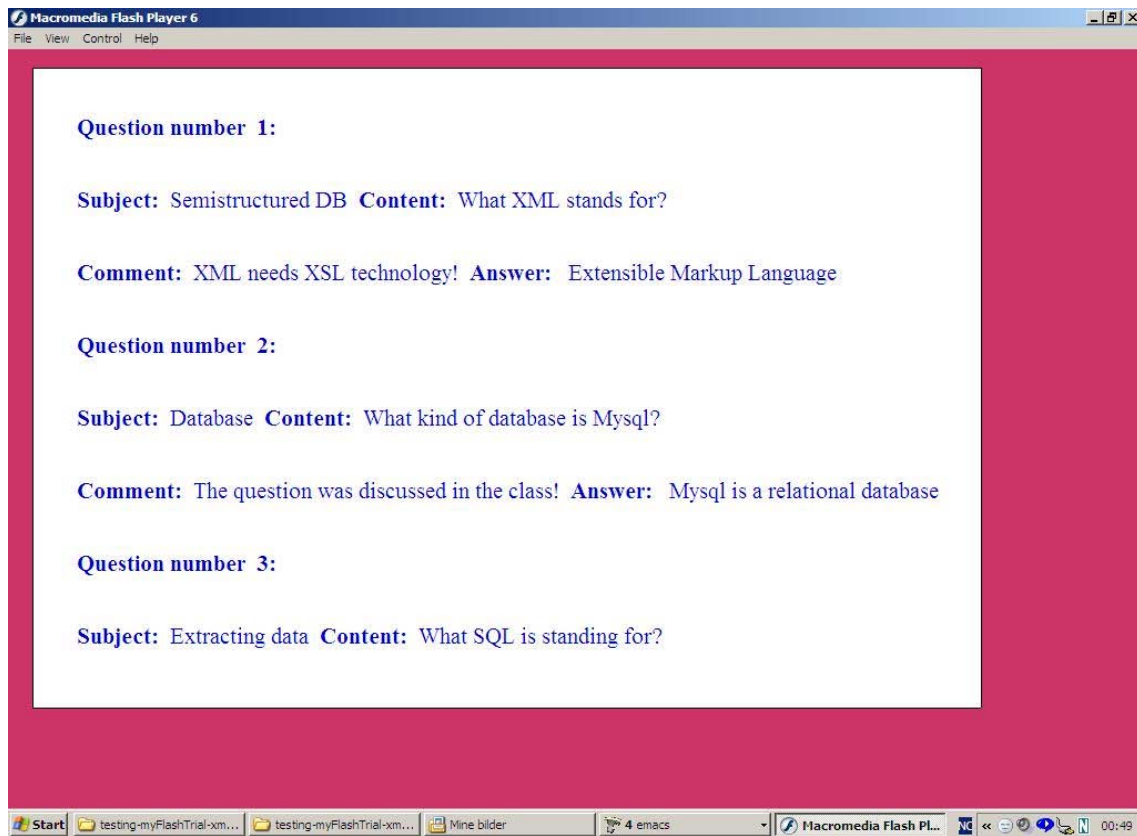 Macromedia Flash Player 6
File View Control Help
Question number 1:
Subject: Semistructured DB Content: What XML stands for?
Comment: XML needs XSL technology! Answer: Extensible Markup Language
Question number 2:
Subject: Database Content: What kind of database is Mysql?
Comment: The question was discussed in the class! Answer: Mysql is a relational database
Question number 3:
Subject: Extracting data Content: What SQL is standing for?
Start testing-myFlashTrial-xm... testing-myFlashTrial-xm... Mine bilder 4 emacs Macromedia Flash Pl... NO « N 00:49